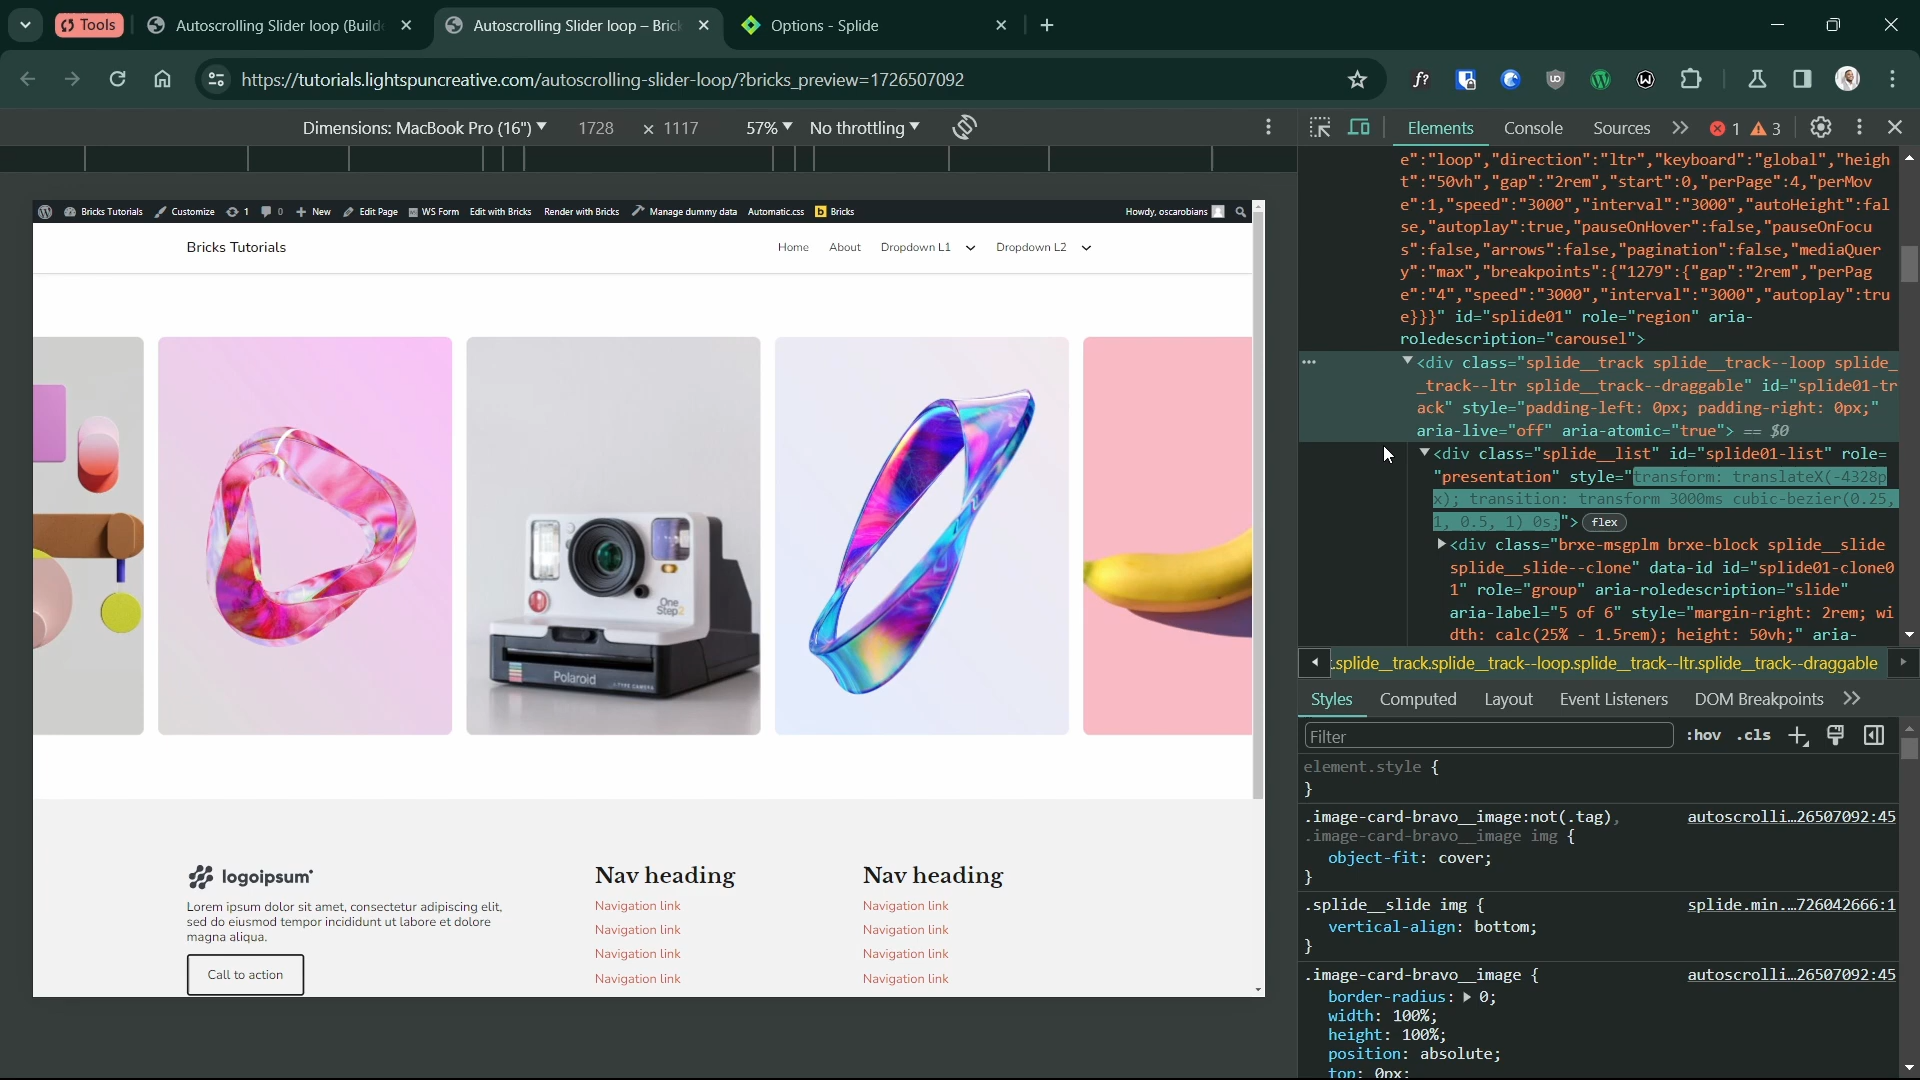 Tools
Autoscrolling Slider loop (Builde
Autoscrolling Slider loop – Brick
Options - Splide
https://tutorials.lightspuncreative.com/autoscrolling-slider-loop/?bricks_preview=1726507092
Dimensions: MacBook Pro (16")
1728
× 1117
57%
No throttling
Elements
Console
Sources
1
3
Bricks Tutorials
Customize
1
0
New
Edit Page
WS Form
Edit with Bricks
Render with Bricks
Manage dummy data
Automatic.css
Bricks
Howdy, oscarobians
Bricks Tutorials
Home
About
Dropdown L1
Dropdown L2
One
Step2
Polaroid
logoipsum
Lorem ipsum dolor sit amet, consectetur adipiscing elit,
sed do eiusmod tempor incididunt ut labore et dolore
magna aliqua.
Call to action
Nav heading
Navigation link
Navigation link
Navigation link
Navigation link
Nav heading
Navigation link
Navigation link
Navigation link
Navigation link
e":"loop","direction":"ltr","keyboard":"global","heigh
t":"50vh","gap":"2rem","start":0,"perPage":4,"perMov
e":1,"speed":"3000","interval":"3000","autoHeight":fal
se,"autoplay":true,"pauseOnHover":false,"pauseOnFocu
s":false,"arrows":false,"pagination":false,"mediaQuer
y":"max","breakpoints":{"1279":{"gap":"2rem","perPag
e":"4","speed":"3000","interval":"3000","autoplay":tru
e}}}" id="splide01" role="region" aria-
roledescription="carousel">
<div class="splide__track splide__track--loop splide_
_track--ltr splide__track--draggable" id="splide01-tr
ack" style="padding-left: 0px; padding-right: 0px;"
aria-live="off" aria-atomic="true"> == $0
<div class="splide__list" id="splide01-list" role=
"presentation" style="transform: translateX(-4328p
x); transition: transform 3000ms cubic-bezier(0.25,
1, 0.5, 1) 0s;"> flex
<div class="brxe-msgplm brxe-block splide__slide
splide__slide--clone" data-id id="splide01-clone0
1" role="group" aria-roledescription="slide"
aria-label="5 of 6" style="margin-right: 2rem; wi
dth: calc(25% - 1.5rem); height: 50vh;" aria-
.splide__track.splide__track--loop.splide__track--ltr.splide__track--draggable
Styles
Computed
Layout
Event Listeners
DOM Breakpoints
Filter
:hov
.cls
element.style {
}
.image-card-bravo__image:not(.tag),
autoscrolli…26507092:45
.image-card-bravo__image img {
object-fit: cover;
}
.splide__slide img {
splide.min.…726042666:1
vertical-align: bottom;
}
.image-card-bravo__image {
autoscrolli…26507092:45
border-radius: 0;
width: 100%;
height: 100%;
position: absolute;
top: 0px;